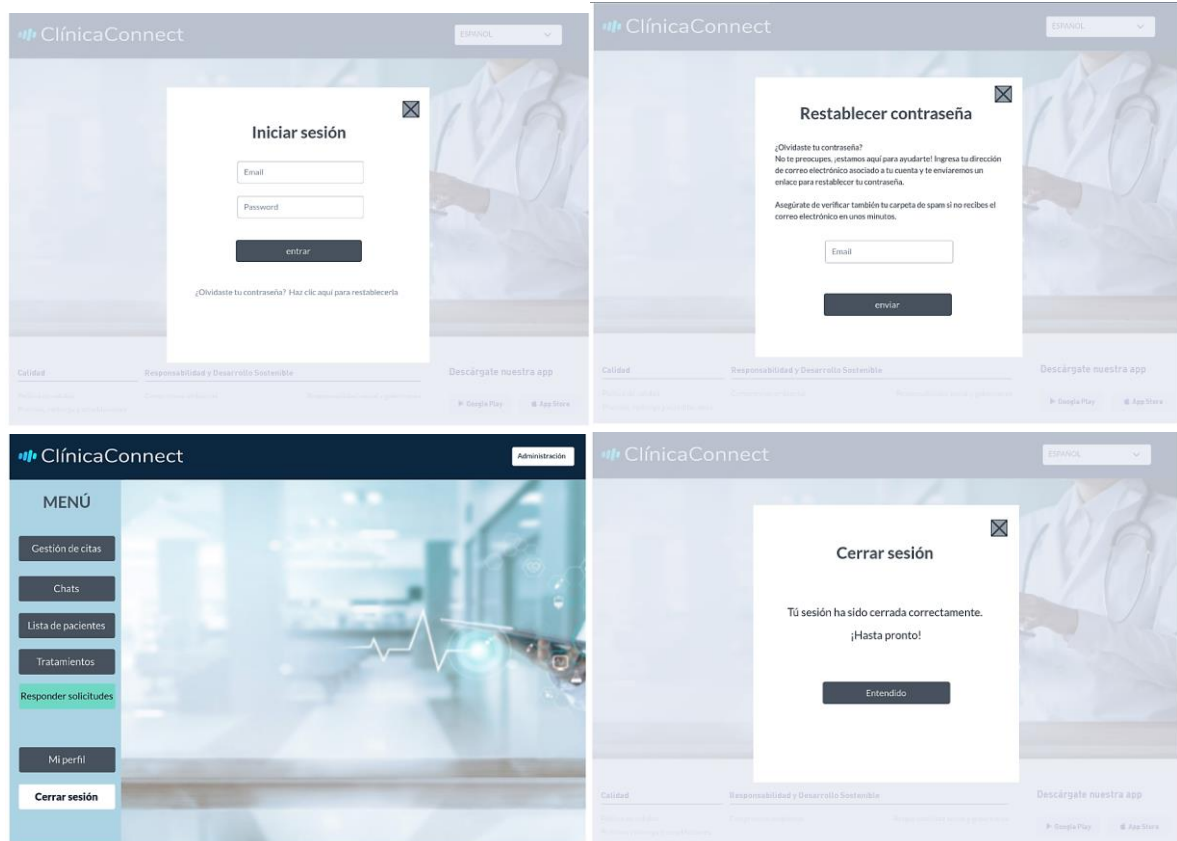 ClínicaConnect
ESPAÑOL
Iniciar sesión
Email
Password
entrar
¿Olvidaste tu contraseña? Haz clic aquí para restablecerla
Calidad
Responsabilidad y Desarrollo Sostenible
Descárgate nuestra app
Google Play
App Store
ClínicaConnect
ESPAÑOL
Restablecer contraseña
¿Olvidaste tu contraseña?
No te preocupes, ¡estamos aquí para ayudarte! Ingresa tu dirección
de correo electrónico asociado a tu cuenta y te enviaremos un
enlace para restablecer tu contraseña.
Asegúrate de verificar también tu carpeta de spam si no recibes el
correo electrónico en unos minutos.
Email
enviar
Calidad
Responsabilidad y Desarrollo Sostenible
Descárgate nuestra app
Google Play
App Store
ClínicaConnect
Administración
MENÚ
Gestión de citas
Chats
Lista de pacientes
Tratamientos
Responder solicitudes
Mi perfil
Cerrar sesión
ClínicaConnect
ESPAÑOL
Cerrar sesión
Tú sesión ha sido cerrada correctamente.
¡Hasta pronto!
Entendido
Calidad
Responsabilidad y Desarrollo Sostenible
Descárgate nuestra app
Google Play
App Store